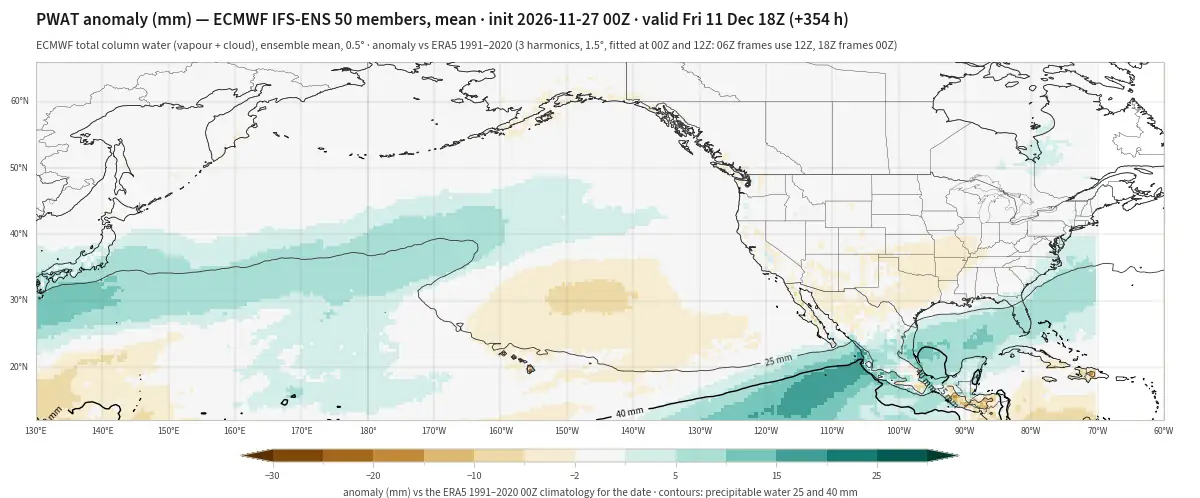 PWAT anomaly (mm) — ECMWF IFS-ENS 50 members, mean · init 2026-11-27 00Z · valid Fri 11 Dec 18Z (+354 h)
ECMWF total column water (vapour + cloud), ensemble mean, 0.5° · anomaly vs ERA5 1991–2020 (3 harmonics, 1.5°, fitted at 00Z and 12Z: 06Z frames use 12Z, 18Z frames 00Z)
60°N
50°N
40°N
30°N
20°N
25 mm
40 mm
mm
130°E 140°E 150°E 160°E 170°E 180° 170°W 160°W 150°W 140°W 130°W 120°W 110°W 100°W 90°W 80°W 70°W 60°W
−30 −20 −10 −2 5 15 25
anomaly (mm) vs the ERA5 1991–2020 00Z climatology for the date · contours: precipitable water 25 and 40 mm